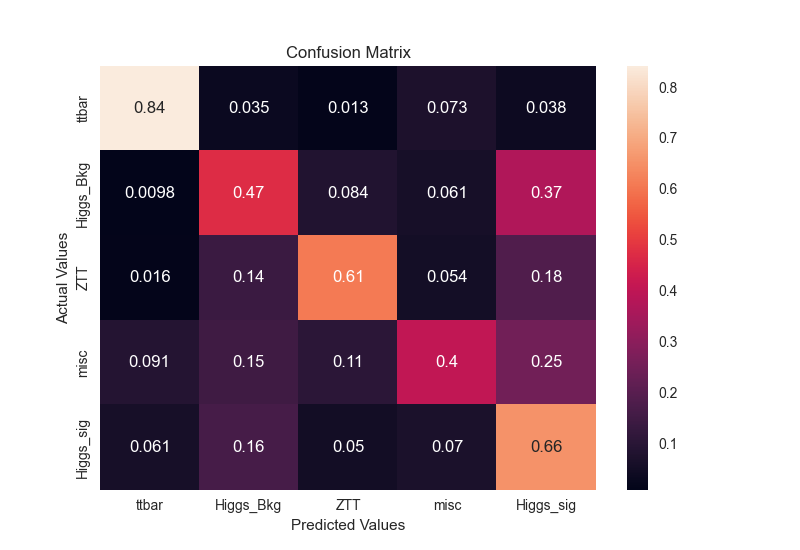 Confusion Matrix
Actual Values
ttbar 0.84 0.035 0.013 0.073 0.038
Higgs_Bkg 0.0098 0.47 0.084 0.061 0.37
ZTT 0.016 0.14 0.61 0.054 0.18
misc 0.091 0.15 0.11 0.4 0.25
Higgs_sig 0.061 0.16 0.05 0.07 0.66
ttbar Higgs_Bkg ZTT misc Higgs_sig
Predicted Values
0.8
0.7
0.6
0.5
0.4
0.3
0.2
0.1